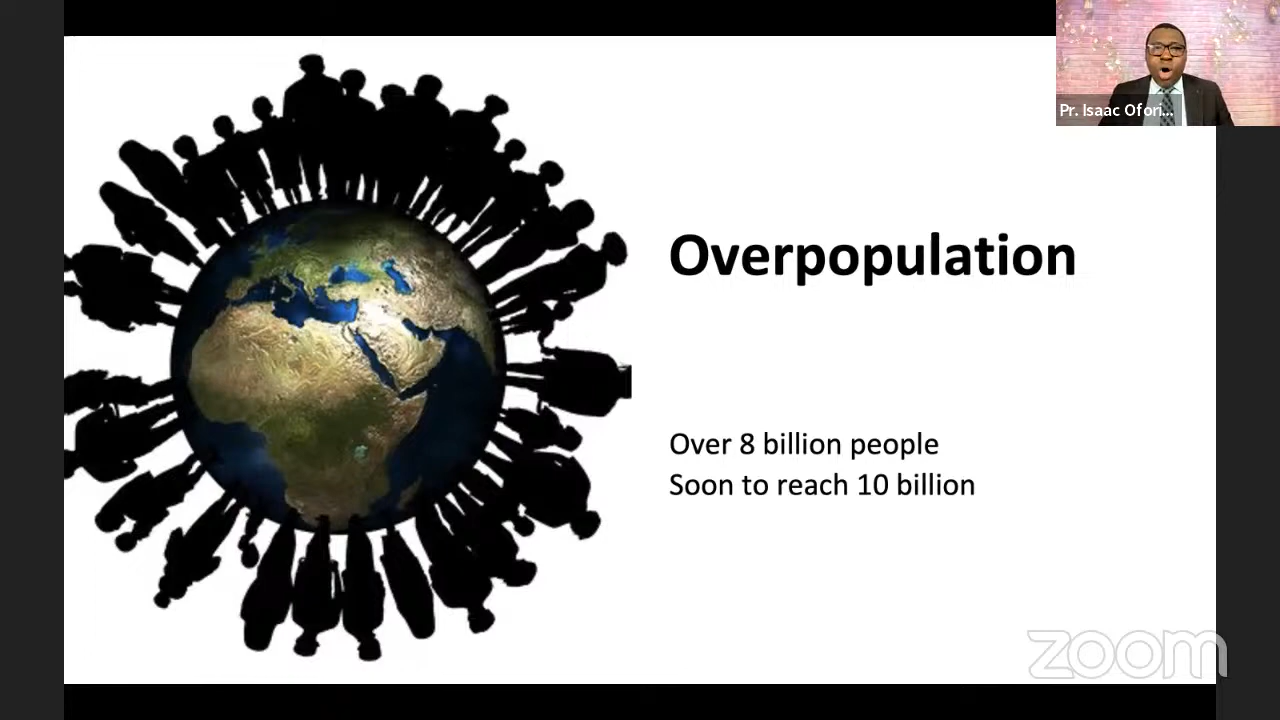 Pr. Isaac Ofori...
Overpopulation
Over 8 billion people
Soon to reach 10 billion
zoom